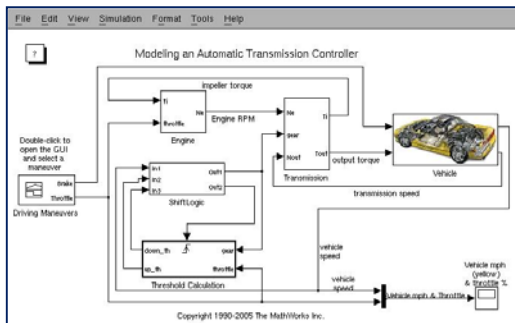 File Edit View Simulation Format Tools Help
?
Modeling an Automatic Transmission Controller
impeller torque
Ti
Ne
throttle
Engine
Engine RPM
Ne
gear
Nout
Ti
Tout
Transmission
output torque
Vehicle
transmission speed
Double-click to
open the GUI
and select a
maneuver
Brake
Throttle
Driving Maneuvers
In1
In2
In3
Out1
Out2
ShiftLogic
down_th
up_th
gear
throttle
Threshold Calculation
vehicle
speed
vehicle
speed
Vehicle mph & Throttle
Vehicle mph
(yellow)
& throttle %
Copyright 1990-2005 The MathWorks Inc.